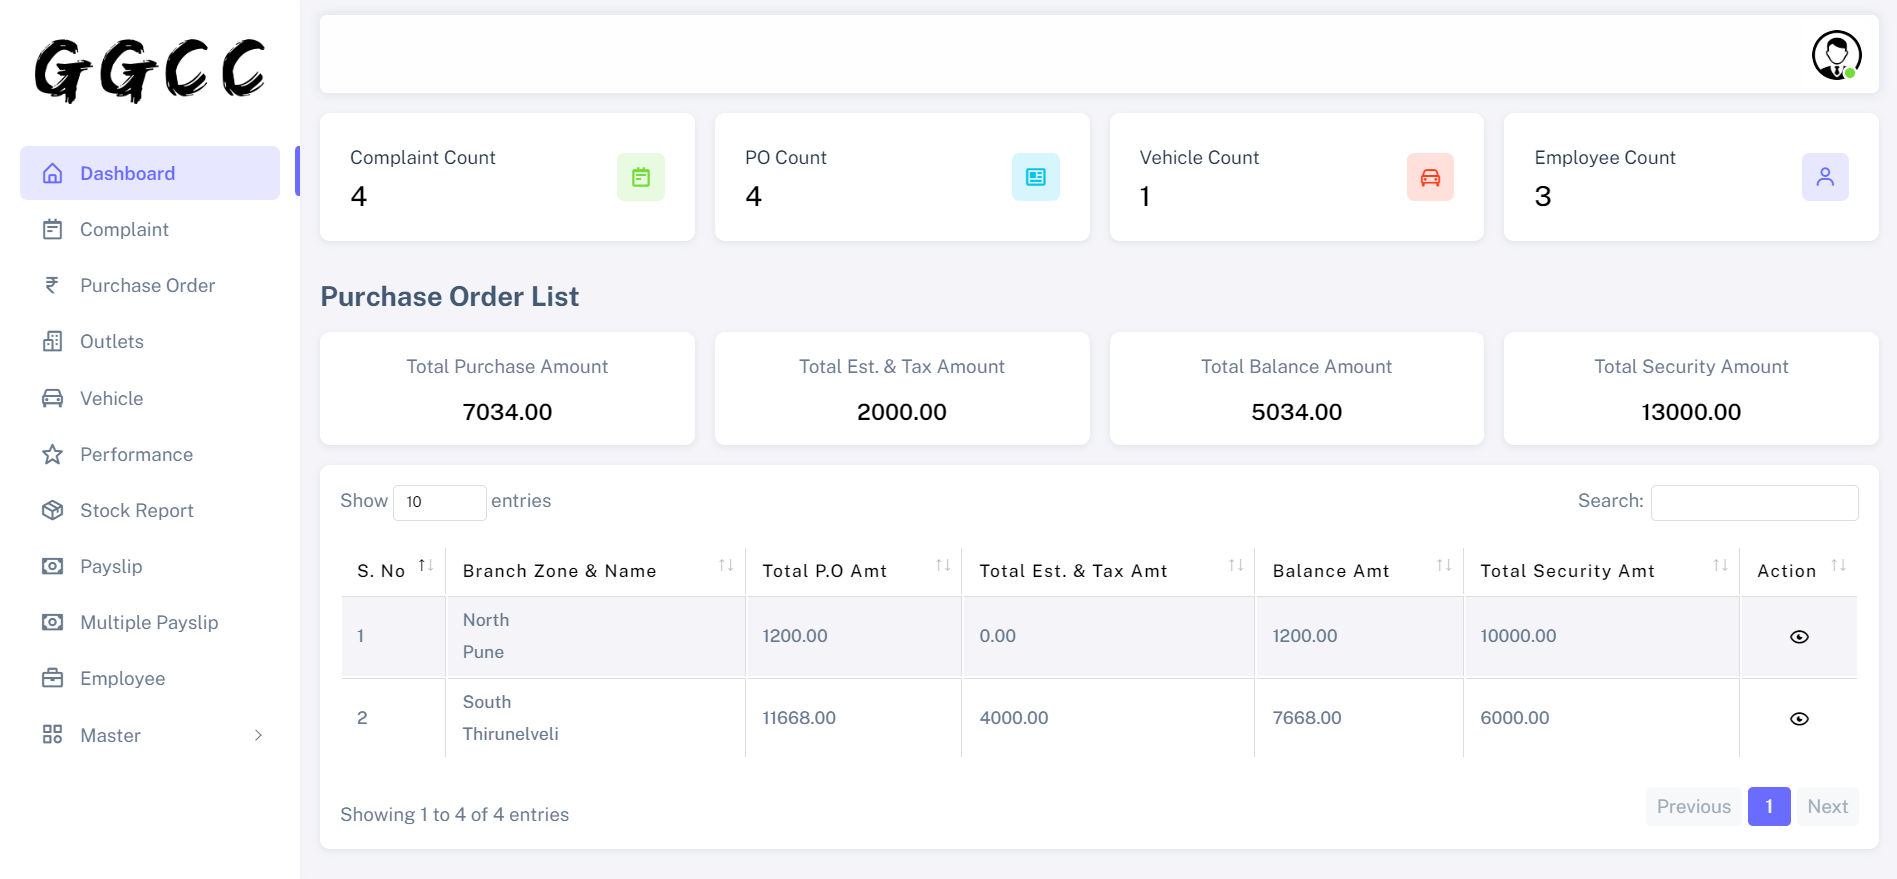 GGCC
Dashboard
Complaint
Purchase Order
Outlets
Vehicle
Performance
Stock Report
Payslip
Multiple Payslip
Employee
Master
Complaint Count
4
PO Count
4
Vehicle Count
1
Employee Count
3
Purchase Order List
Total Purchase Amount
7034.00
Total Est. & Tax Amount
2000.00
Total Balance Amount
5034.00
Total Security Amount
13000.00
Show 10 entries
Search:
S. No Branch Zone & Name Total P.O Amt Total Est. & Tax Amt Balance Amt Total Security Amt Action
1 North Pune 1200.00 0.00 1200.00 10000.00
2 South Thirunelveli 11668.00 4000.00 7668.00 6000.00
Showing 1 to 4 of 4 entries
Previous 1 Next